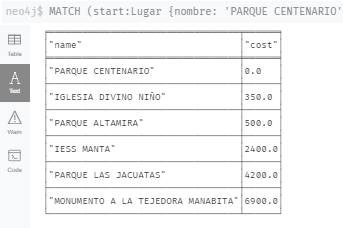 neo4j$ MATCH (start:Lugar {nombre: 'PARQUE CENTENARIO'
Table
Text
Warn
Code
"name" "cost"
"PARQUE CENTENARIO" 0.0
"IGLESIA DIVINO NIÑO" 350.0
"PARQUE ALTAMIRA" 500.0
"IESS MANTA" 2400.0
"PARQUE LAS JACUATAS" 4200.0
"MONUMENTO A LA TEJEDORA MANABITA" 6900.0